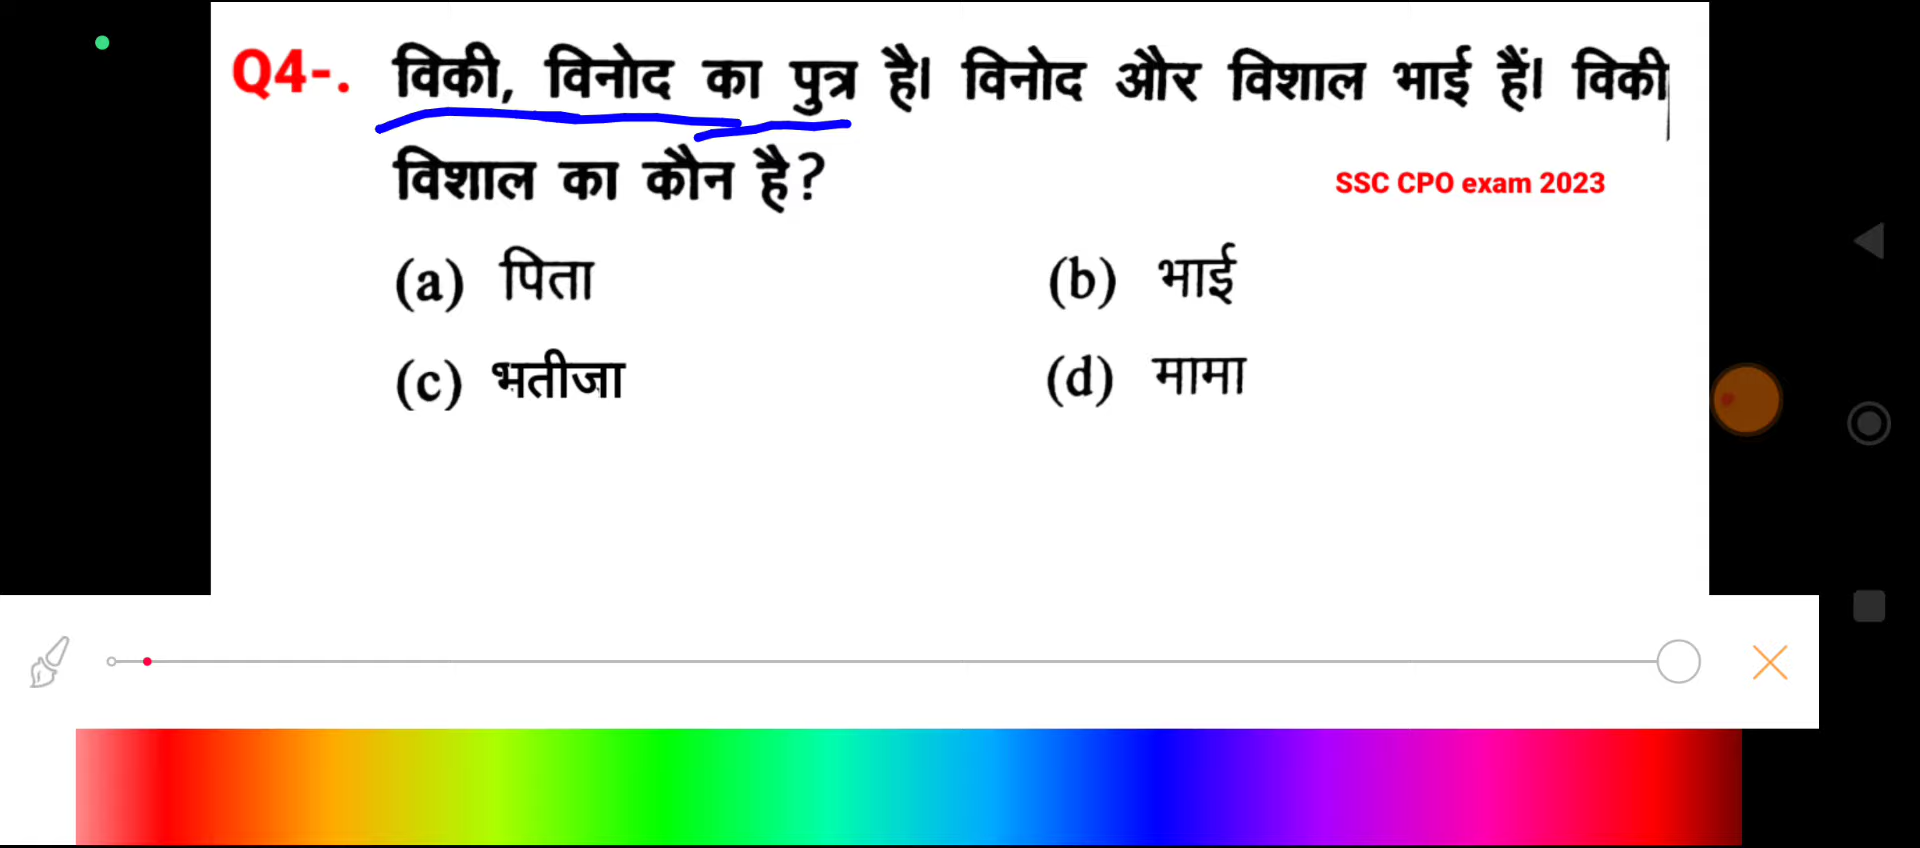 Q4-. विकी, विनोद का पुत्र है। विनोद और विशाल भाई हैं। विकी
विशाल का कौन है?
SSC CPO exam 2023
(a) पिता
(b) भाई
(c) भतीजा
(d) मामा